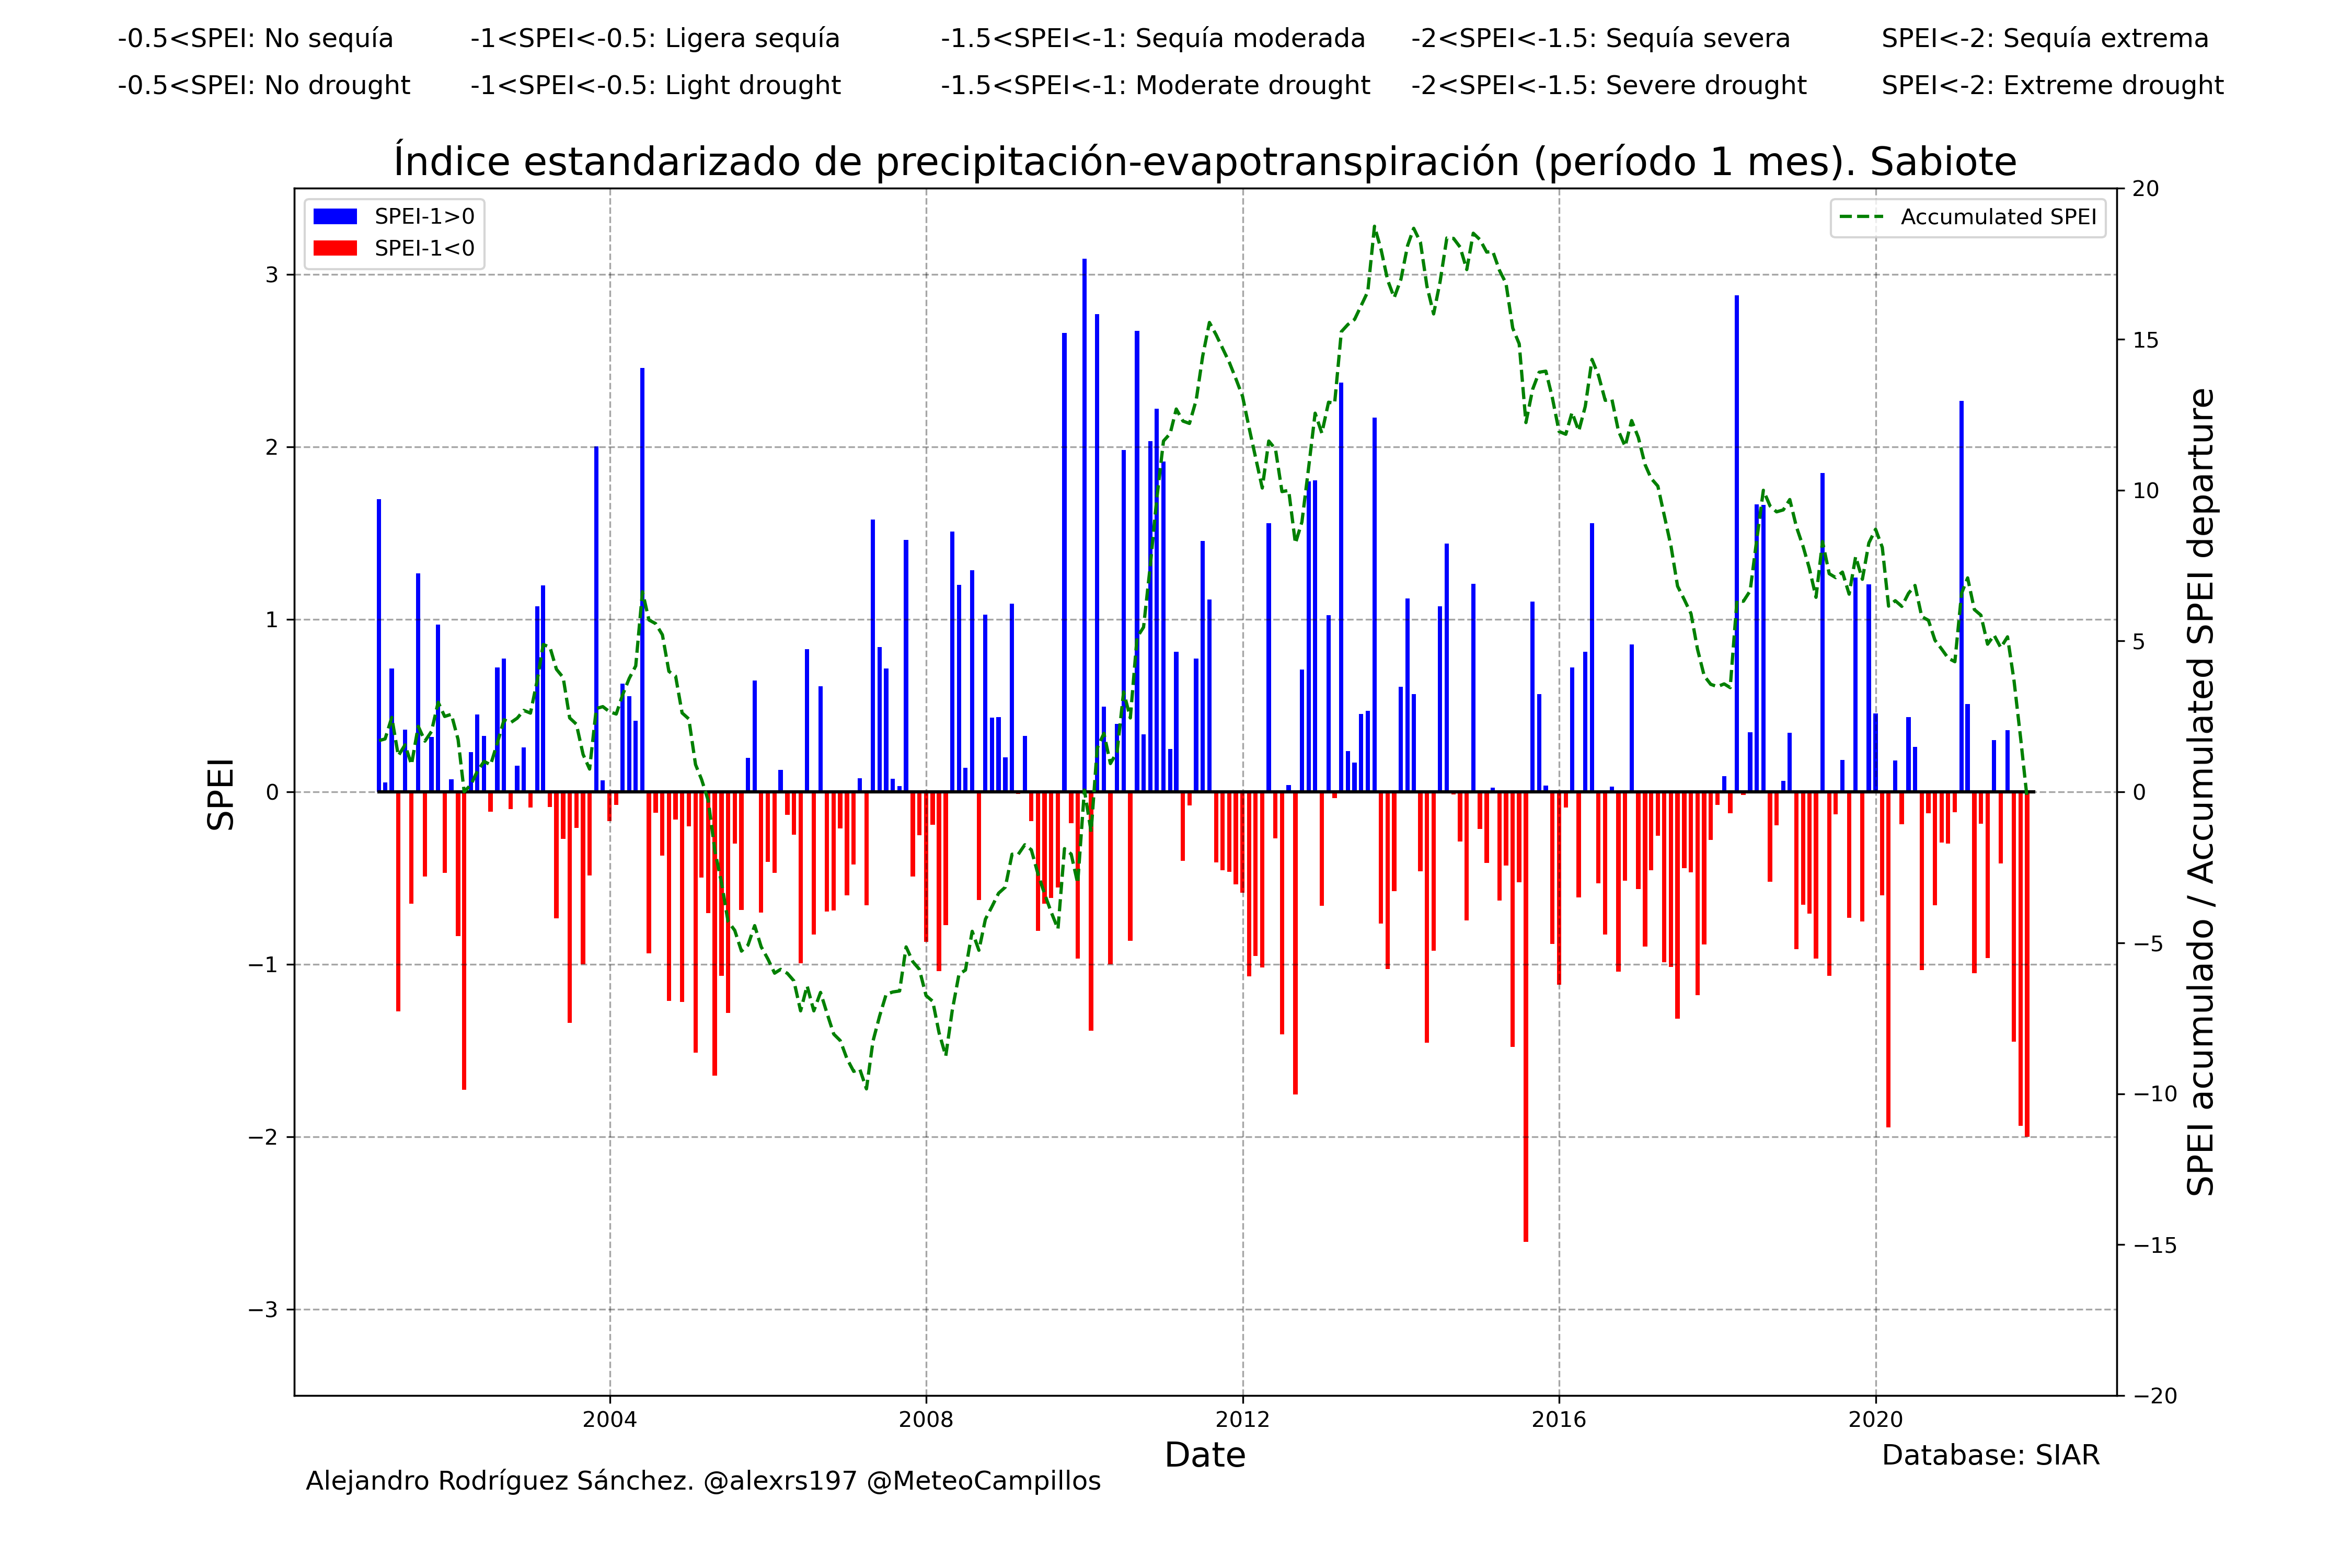 -0.5<SPEI: No sequía -1<SPEI<-0.5: Ligera sequía -1.5<SPEI<-1: Sequía moderada -2<SPEI<-1.5: Sequía severa SPEI<-2: Sequía extrema
-0.5<SPEI: No drought -1<SPEI<-0.5: Light drought -1.5<SPEI<-1: Moderate drought -2<SPEI<-1.5: Severe drought SPEI<-2: Extreme drought
Índice estandarizado de precipitación-evapotranspiración (período 1 mes). Sabiote
SPEI-1>0
SPEI-1<0
Accumulated SPEI
SPEI
3
2
1
0
−1
−2
−3
20
15
10
5
0
−5
−10
−15
−20
SPEI acumulado / Accumulated SPEI departure
2004 2008 2012 2016 2020
Date
Database: SIAR
Alejandro Rodríguez Sánchez. @alexrs197 @MeteoCampillos